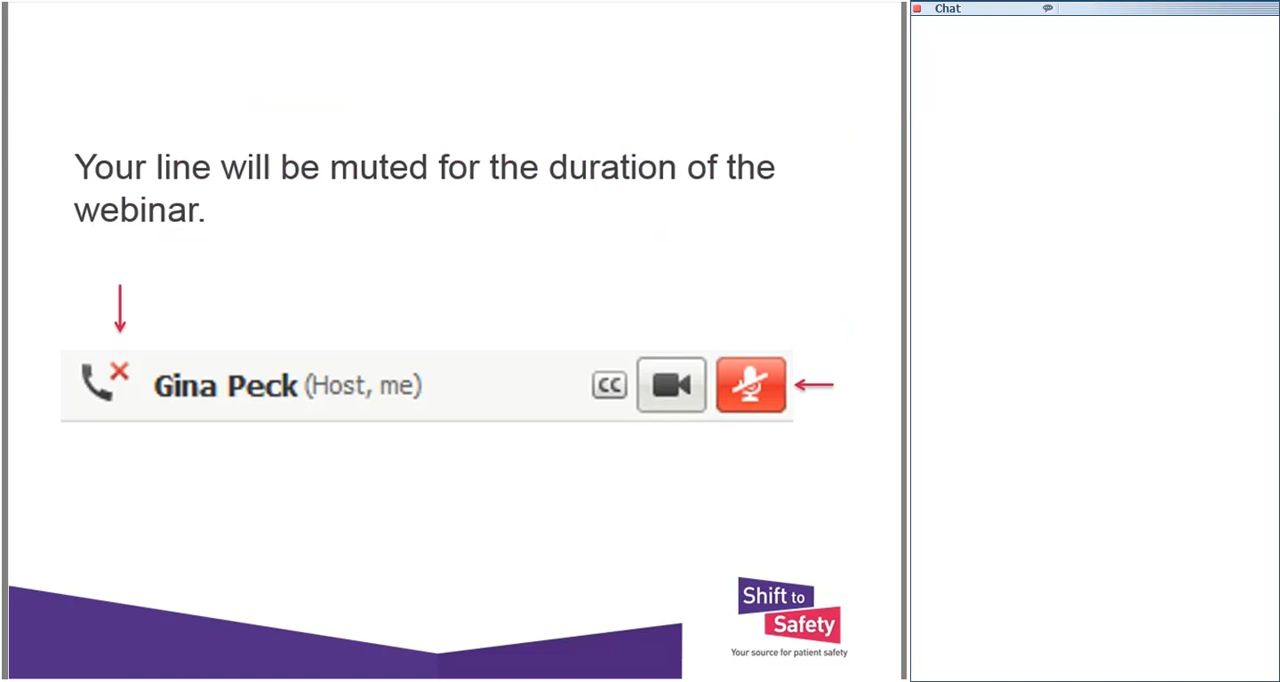 Chat
Your line will be muted for the duration of the
webinar.
Gina Peck (Host, me)
CC
Shift to
Safety
Your source for patient safety